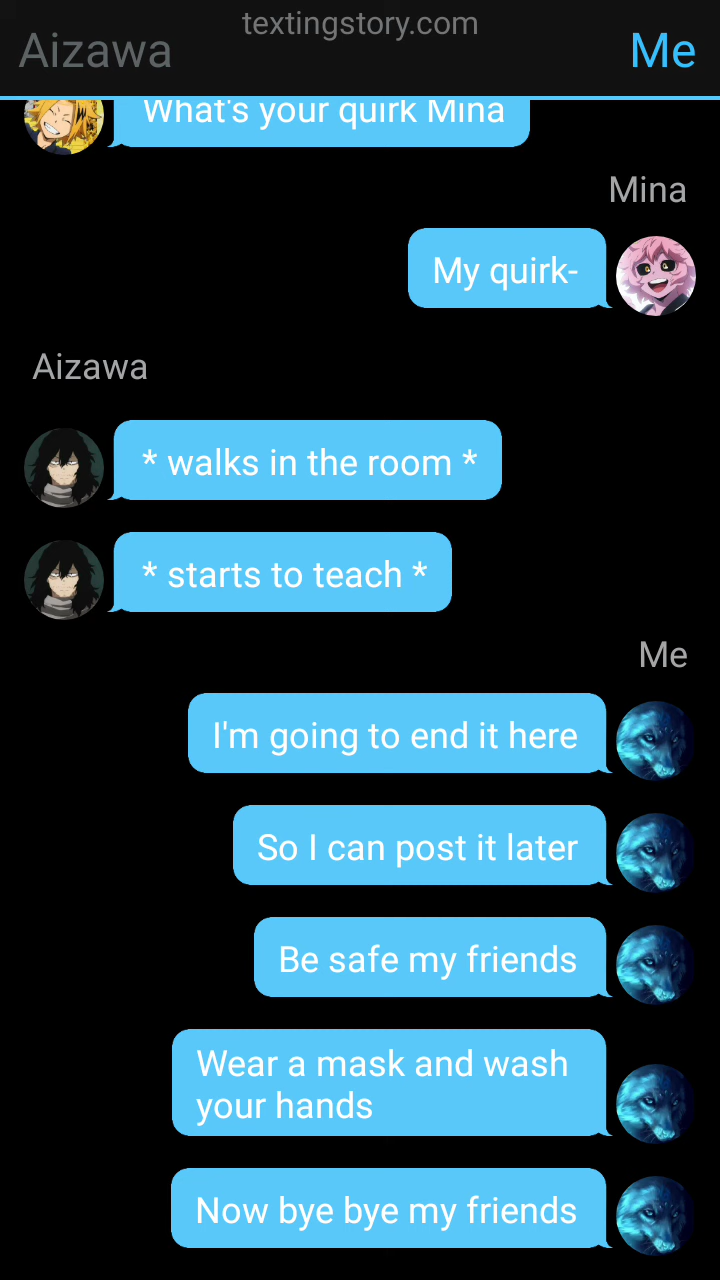 textingstory.com
Aizawa
Me
What's your quirk Mina
Mina
My quirk-
Aizawa
* walks in the room *
* starts to teach *
Me
I'm going to end it here
So I can post it later
Be safe my friends
Wear a mask and wash
your hands
Now bye bye my friends